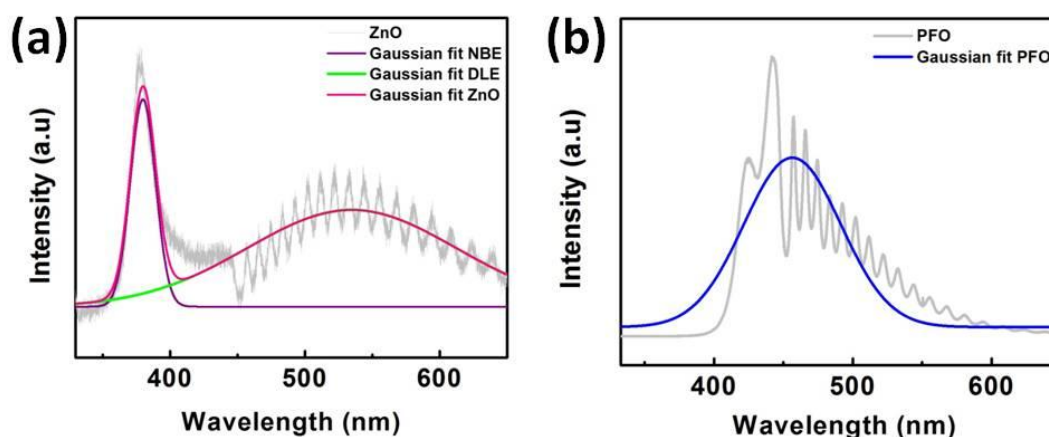 (a)
ZnO
Gaussian fit NBE
Gaussian fit DLE
Gaussian fit ZnO
Intensity (a.u)
400
500
600
Wavelength (nm)
(b)
PFO
Gaussian fit PFO
Intensity (a.u)
400
500
600
Wavelength (nm)